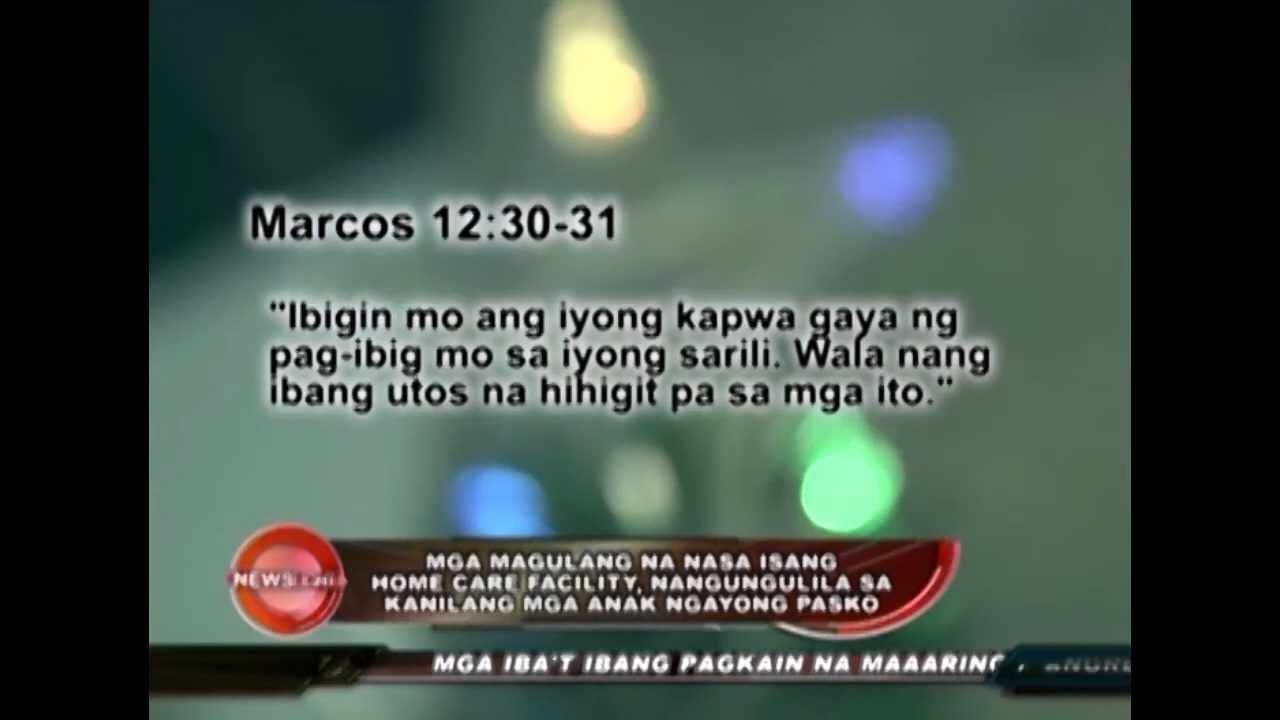 Marcos 12:30-31
"Ibigin mo ang iyong kapwa gaya ng
pag-ibig mo sa iyong sarili. Wala nang
ibang utos na hihigit pa sa mga ito."
MGA MAGULANG NA NASA ISANG
NEWS
HOME CARE FACILITY, NANGUNGULILA SA
KANILANG MGA ANAK NGAYONG PASKO
MGA IBA'T IBANG PAGKAIN NA MAAARING